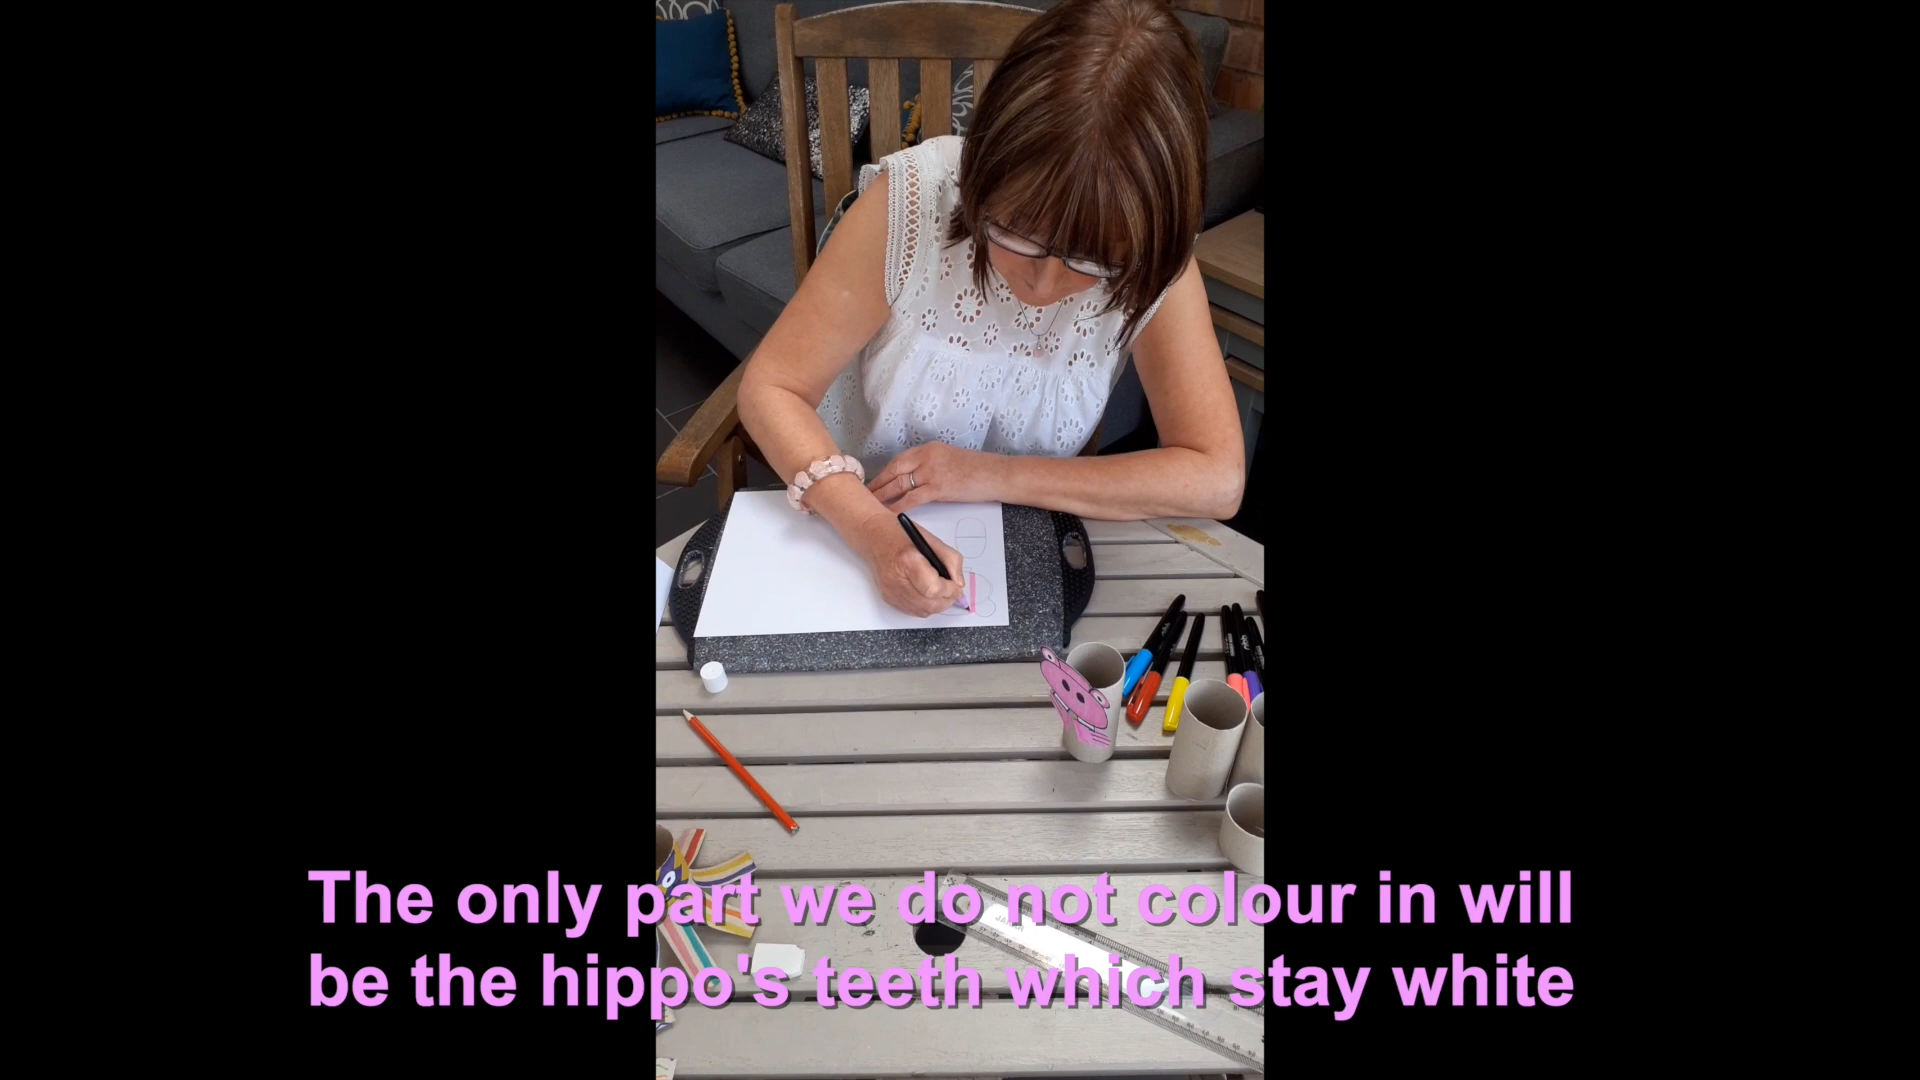 The only part we do not colour in will
be the hippo's teeth which stay white